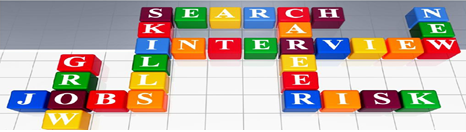 SEARCH
SKILLS
CAREER
NEW
INTERVIEW
GROW
JOBS
RISK